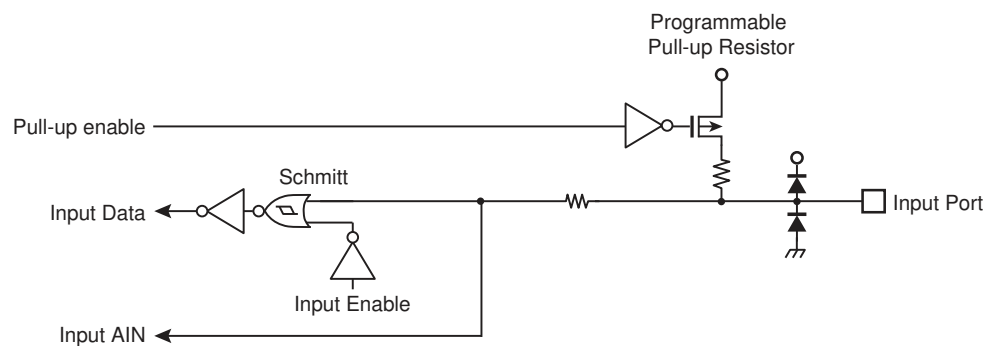 Programmable
Pull-up Resistor
Pull-up enable
Schmitt
Input Data
Input Port
Input Enable
Input AIN